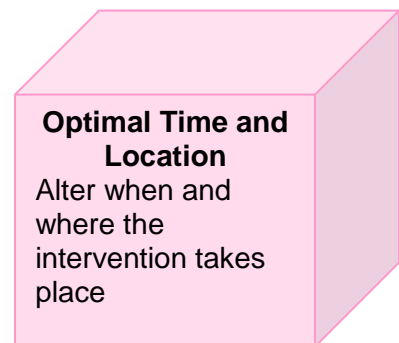 Optimal Time and
Location
Alter when and
where the
intervention takes
place